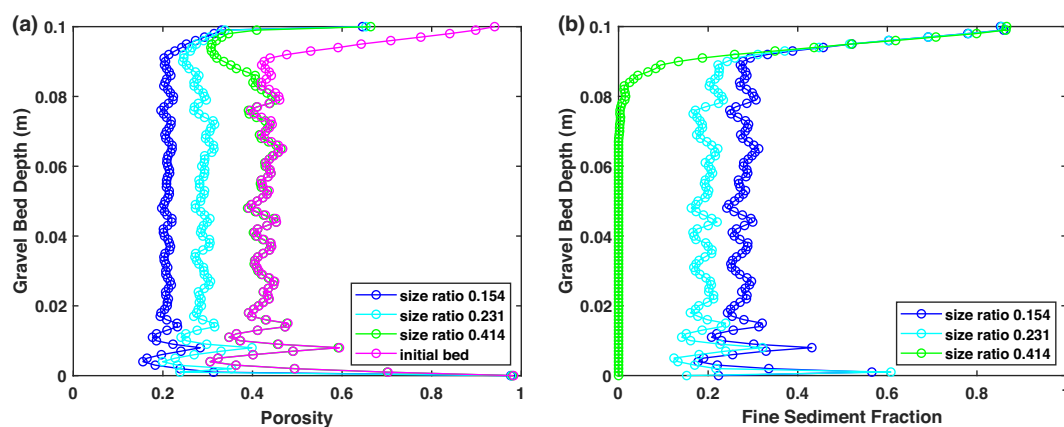 (a)
0.1
0.08
0.06
0.04
0.02
0
Gravel Bed Depth (m)
size ratio 0.154
size ratio 0.231
size ratio 0.414
initial bed
0
0.2
0.4
0.6
0.8
1
Porosity
(b)
0.1
0.08
0.06
0.04
0.02
0
Gravel Bed Depth (m)
size ratio 0.154
size ratio 0.231
size ratio 0.414
0
0.2
0.4
0.6
0.8
1
Fine Sediment Fraction